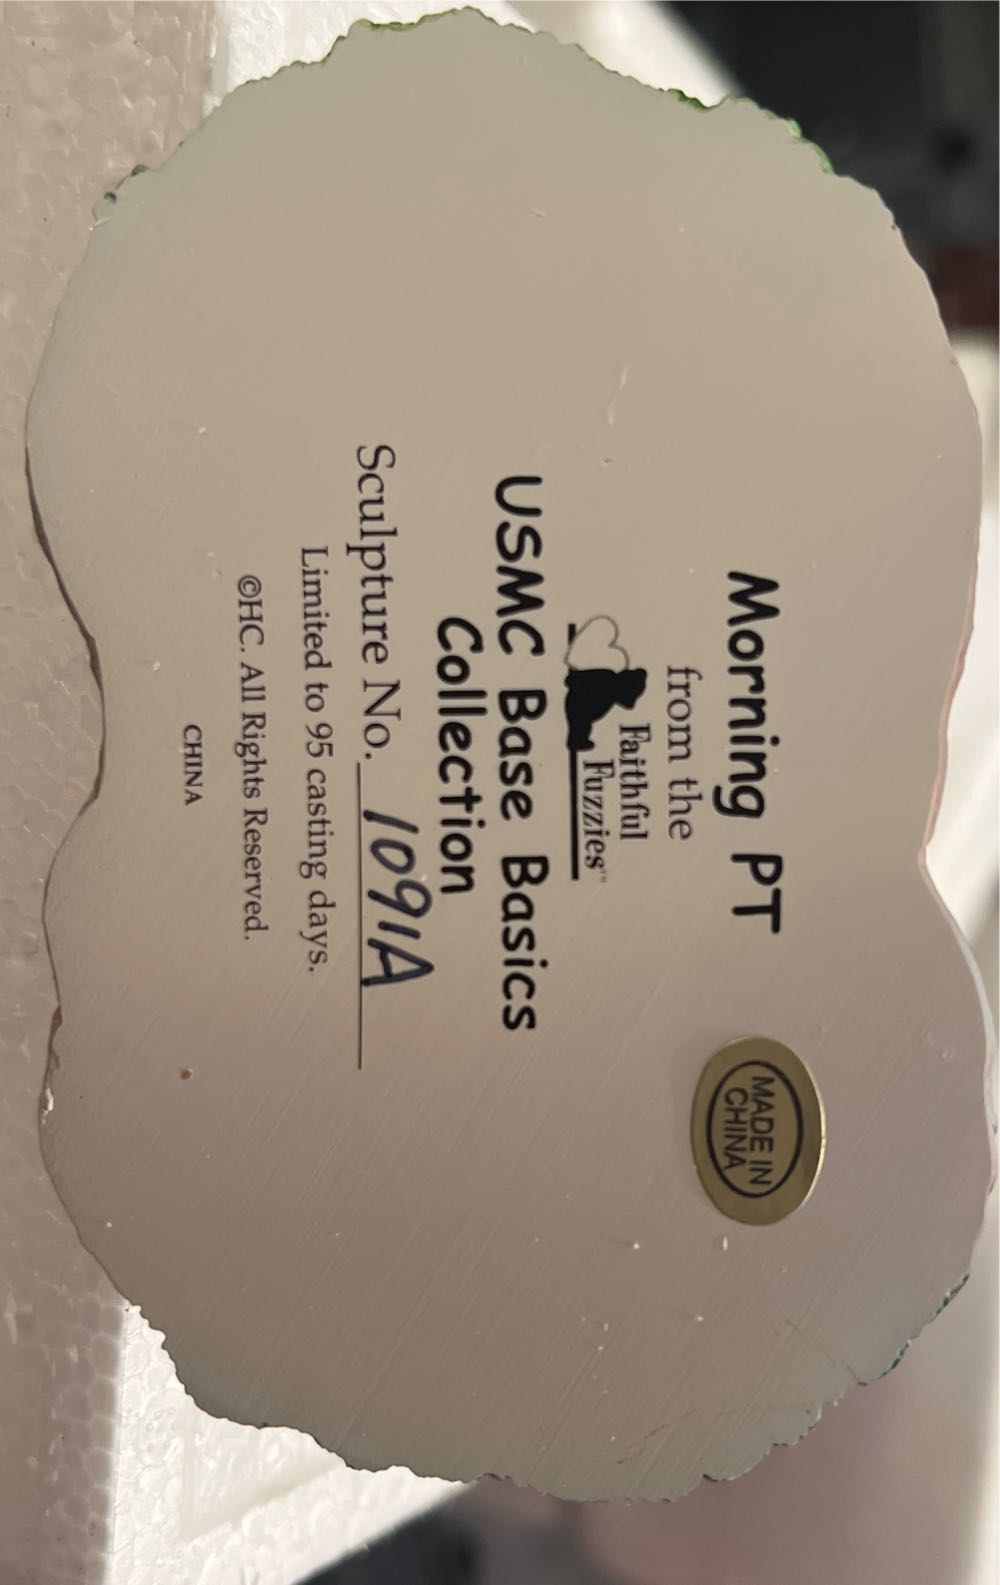 Morning PT
from the
Faithful
Fuzzies™
USMC Base Basics
Collection
Sculpture No. 1091A
Limited to 95 casting days.
©HC. All Rights Reserved.
CHINA
MADE IN
CHINA